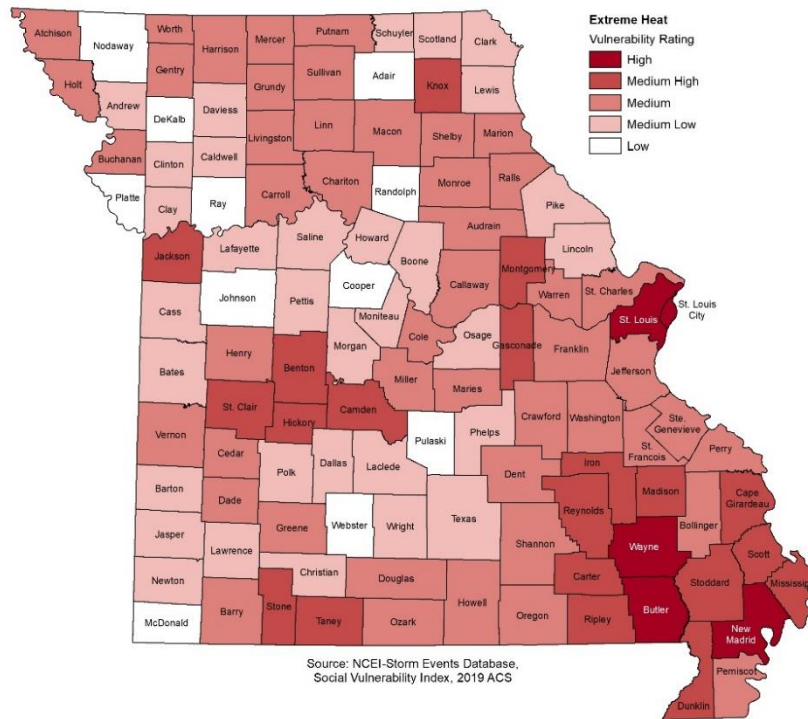 Extreme Heat
Vulnerability Rating
High
Medium High
Medium
Medium Low
Low
Atchison
Nodaway
Worth
Harrison
Mercer
Putnam
Schuyler
Scotland
Clark
Gentry
Sullivan
Adair
Knox
Lewis
Holt
Andrew
DeKalb
Daviess
Grundy
Linn
Macon
Shelby
Marion
Buchanan
Clinton
Caldwell
Livingston
Chariton
Randolph
Monroe
Ralls
Platte
Clay
Ray
Carroll
Pike
Audrain
Jackson
Lafayette
Saline
Howard
Boone
Lincoln
Callaway
Montgomery
Warren
St. Charles
St. Louis
City
St. Louis
Cass
Johnson
Pettis
Cooper
Moniteau
Cole
Osage
Gasconade
Franklin
Jefferson
Bates
Henry
Benton
Morgan
Miller
Maries
St. Clair
Hickory
Camden
Pulaski
Phelps
Crawford
Washington
Ste.
Genevieve
St.
Francois
Perry
Vernon
Cedar
Polk
Dallas
Laclede
Dent
Iron
Madison
Cape
Girardeau
Barton
Dade
Reynolds
Bollinger
Jasper
Greene
Webster
Wright
Texas
Shannon
Wayne
Scott
Lawrence
Christian
Douglas
Carter
Stoddard
Mississippi
Newton
Howell
Butler
McDonald
Barry
Stone
Taney
Ozark
Oregon
Ripley
New
Madrid
Pemiscot
Dunklin
Source: NCEI-Storm Events Database,
Social Vulnerability Index, 2019 ACS